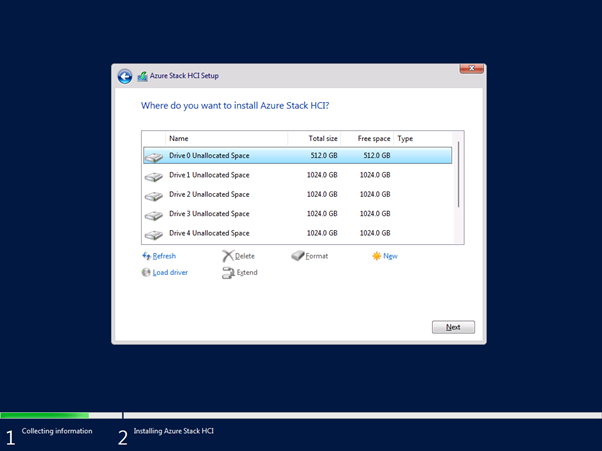 Azure Stack HCI Setup
Where do you want to install Azure Stack HCI?
Name Total size Free space Type
Drive 0 Unallocated Space 512.0 GB 512.0 GB
Drive 1 Unallocated Space 1024.0 GB 1024.0 GB
Drive 2 Unallocated Space 1024.0 GB 1024.0 GB
Drive 3 Unallocated Space 1024.0 GB 1024.0 GB
Drive 4 Unallocated Space 1024.0 GB 1024.0 GB
Refresh Delete Format New
Load driver Extend
Next
1 Collecting information 2 Installing Azure Stack HCI